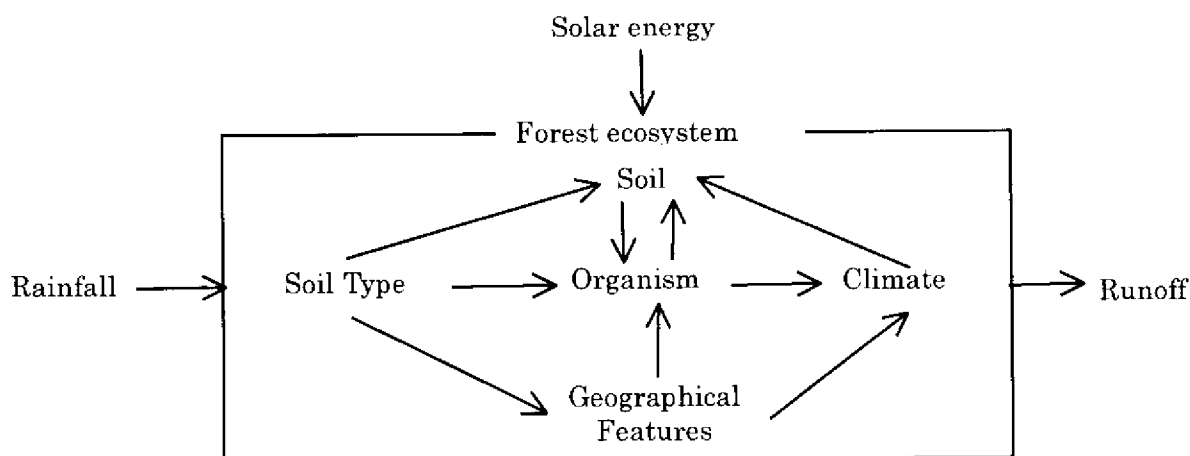 Solar energy
Forest ecosystem
Soil
Rainfall
Soil Type
Organism
Climate
Runoff
Geographical
Features